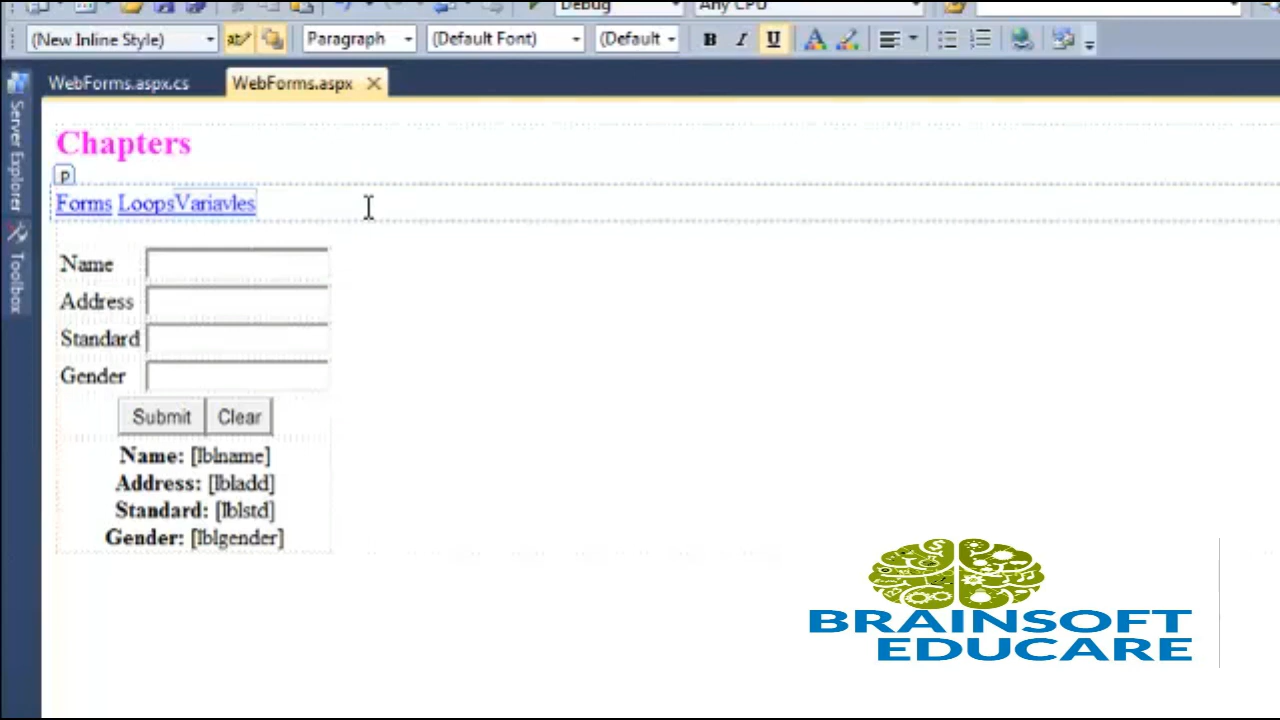 Debug Any CPU
(New Inline Style) Paragraph (Default Font) (Default B I U A
WebForms.aspx.cs WebForms.aspx
Server Explorer
Toolbox
Chapters
p
Forms LoopsVariavles
Name
Address
Standard
Gender
Submit Clear
Name: [lblname]
Address: [lbladd]
Standard: [lblstd]
Gender: [lblgender]
BRAINSOFT
EDUCARE